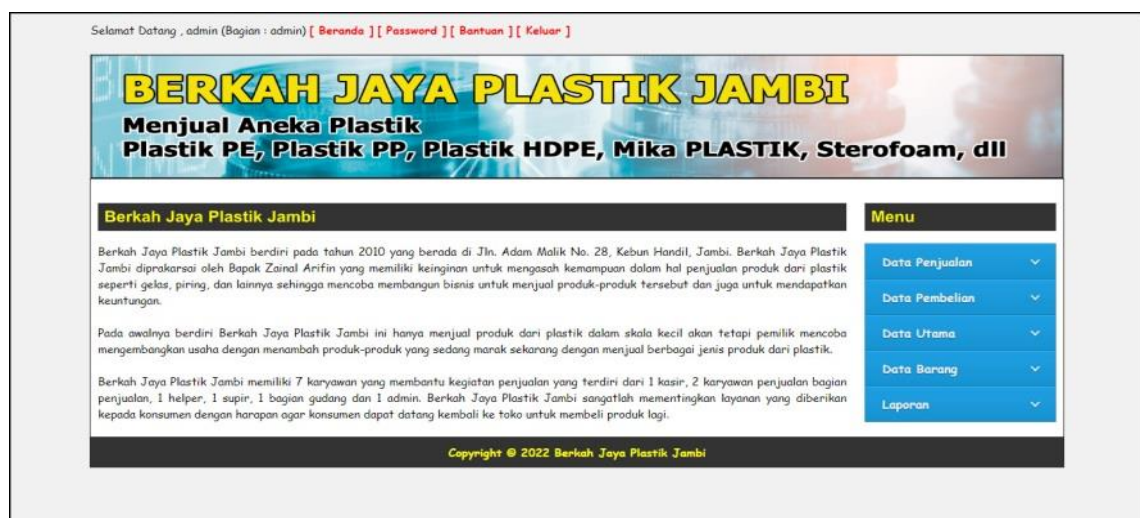 Selamat Datang , admin (Bagian : admin) [ Beranda ] [ Password ] [ Bantuan ] [ Keluar ]
BERKAH JAYA PLASTIK JAMBI
Menjual Aneka Plastik
Plastik PE, Plastik PP, Plastik HDPE, Mika PLASTIK, Sterofoam, dll
Berkah Jaya Plastik Jambi
Berkah Jaya Plastik Jambi berdiri pada tahun 2010 yang berada di Jln. Adam Malik No. 28, Kebun Handil, Jambi. Berkah Jaya Plastik
Jambi diprakarsai oleh Bapak Zainal Arifin yang memiliki keinginan untuk mengasah kemampuan dalam hal penjualan produk dari plastik
seperti gelas, piring, dan lainnya sehingga mencoba membangun bisnis untuk menjual produk-produk tersebut dan juga untuk mendapatkan
keuntungan.
Pada awalnya berdiri Berkah Jaya Plastik Jambi ini hanya menjual produk dari plastik dalam skala kecil akan tetapi pemilik mencoba
mengembangkan usaha dengan menambah produk-produk yang sedang marak sekarang dengan menjual berbagai jenis produk dari plastik.
Berkah Jaya Plastik Jambi memiliki 7 karyawan yang membantu kegiatan penjualan yang terdiri dari 1 kasir, 2 karyawan penjualan bagian
penjualan, 1 helper, 1 supir, 1 bagian gudang dan 1 admin. Berkah Jaya Plastik Jambi sangatlah mementingkan layanan yang diberikan
kepada konsumen dengan harapan agar konsumen dapat datang kembali ke toko untuk membeli produk lagi.
Menu
Data Penjualan
Data Pembelian
Data Utama
Data Barang
Laporan
Copyright © 2022 Berkah Jaya Plastik Jambi